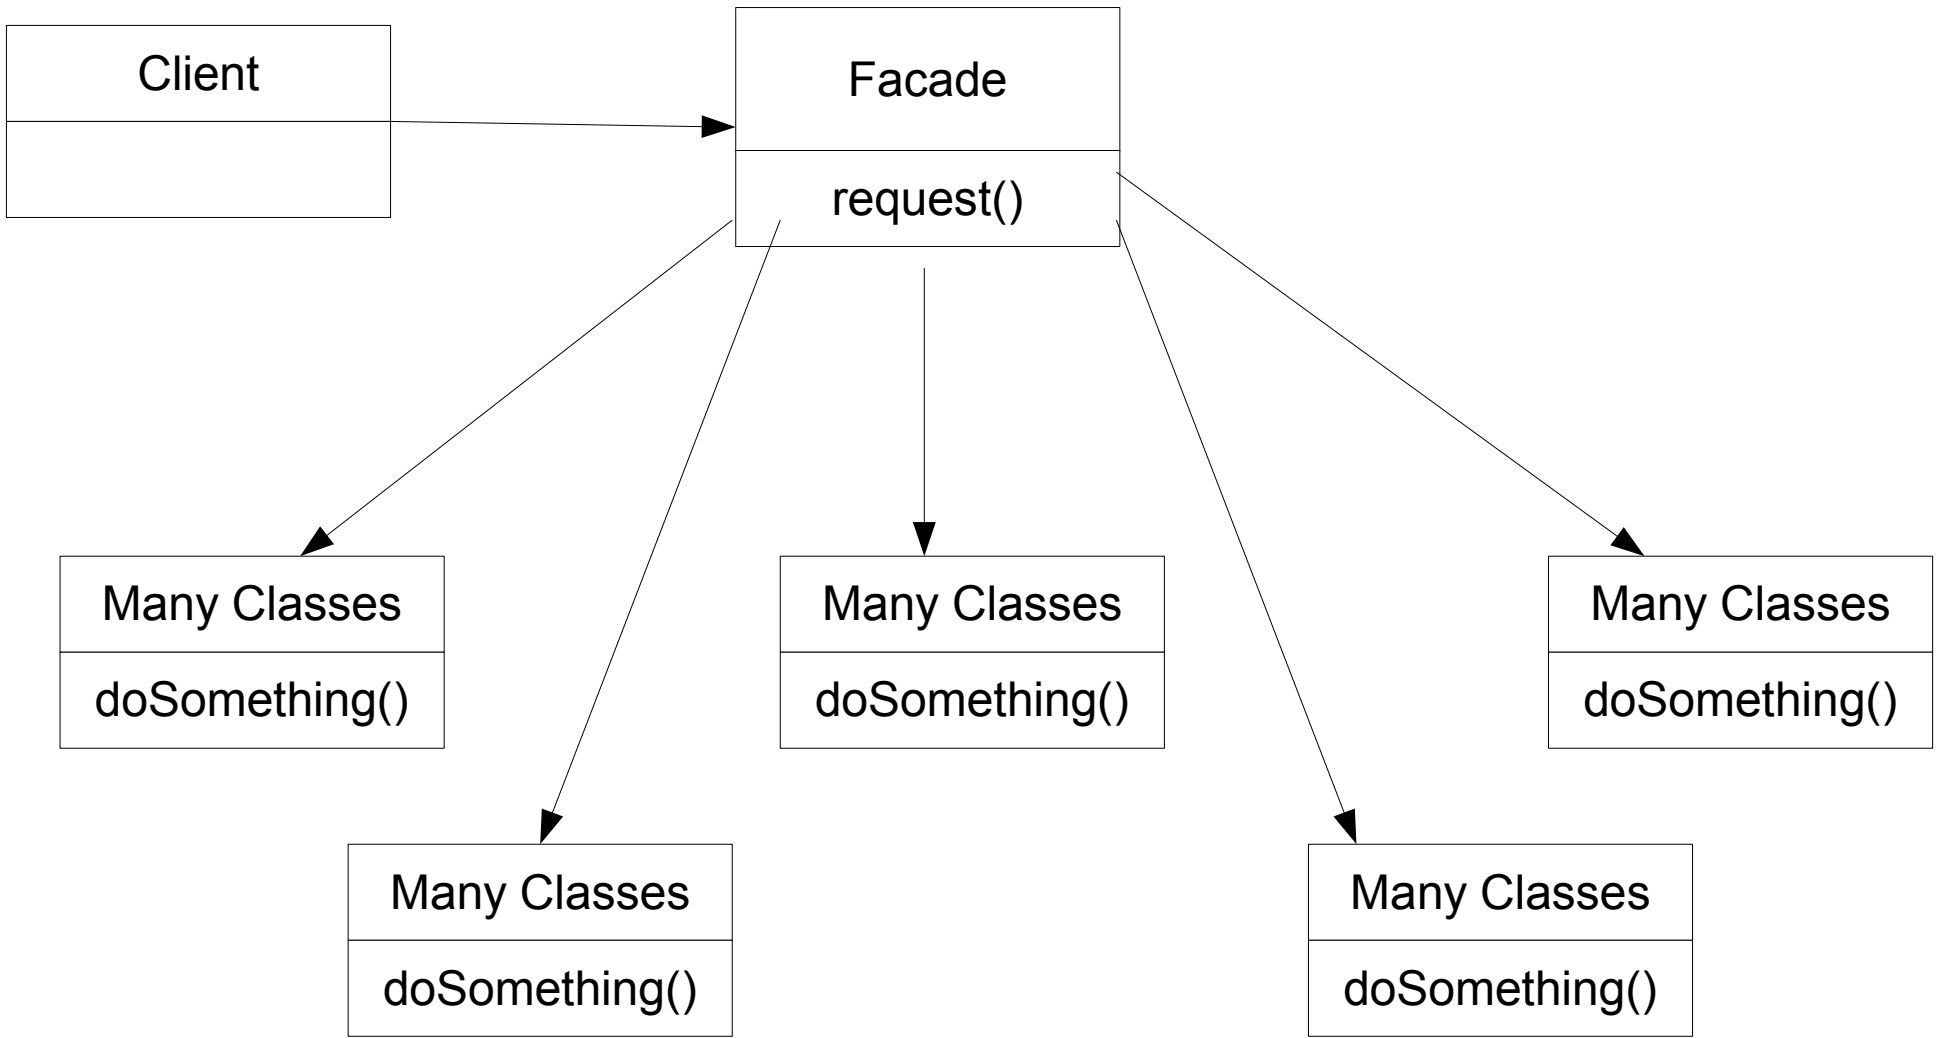 Client
Facade
request()
Many Classes
doSomething()
Many Classes
doSomething()
Many Classes
doSomething()
Many Classes
doSomething()
Many Classes
doSomething()